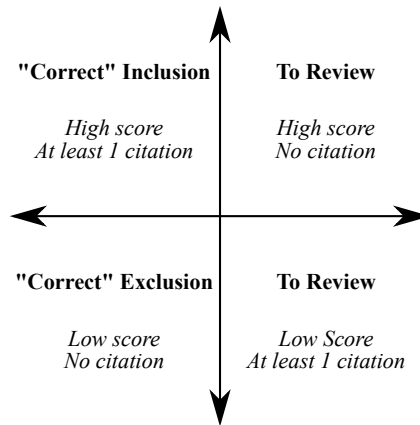 "Correct" Inclusion
High score
At least 1 citation
To Review
High score
No citation
"Correct" Exclusion
Low score
No citation
To Review
Low Score
At least 1 citation